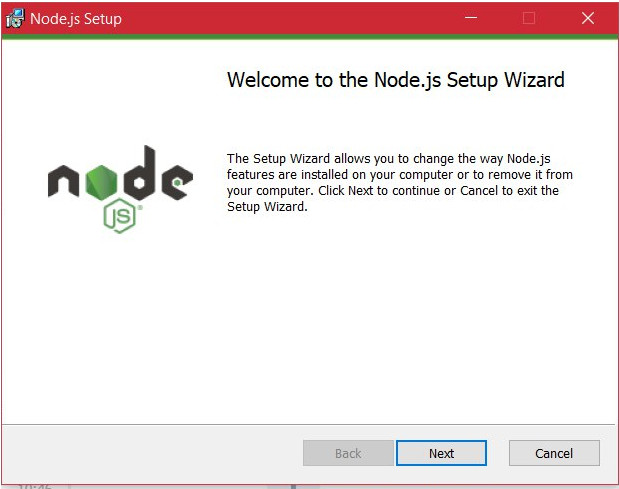 Node.js Setup
Welcome to the Node.js Setup Wizard
The Setup Wizard allows you to change the way Node.js
features are installed on your computer or to remove it from
your computer. Click Next to continue or Cancel to exit the
Setup Wizard.
node
JS
Back
Next
Cancel